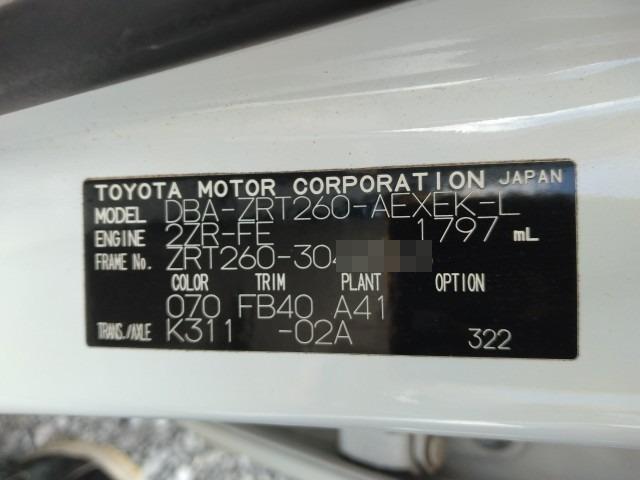 TOYOTA MOTOR CORPORATION JAPAN
MODEL DBA-ZRT260-AEXEK-L
ENGINE 2ZR-FE 1797 mL
FRAME No. ZRT260-304
COLOR TRIM PLANT OPTION
070 FB40 A41
TRANS./AXLE K311 -02A 322